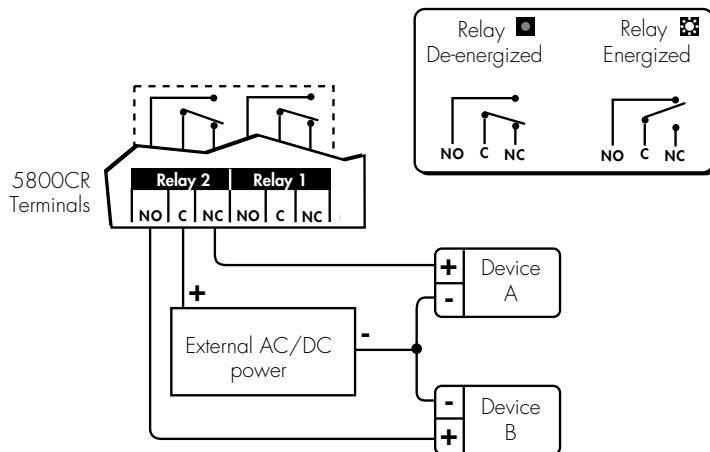 Relay
De-energized
Relay
Energized
NO C NC
NO C NC
5800CR
Terminals
Relay 2 Relay 1
NO C NC NO C NC
+
-
External AC/DC
power
+
-
Device
A
-
+
Device
B